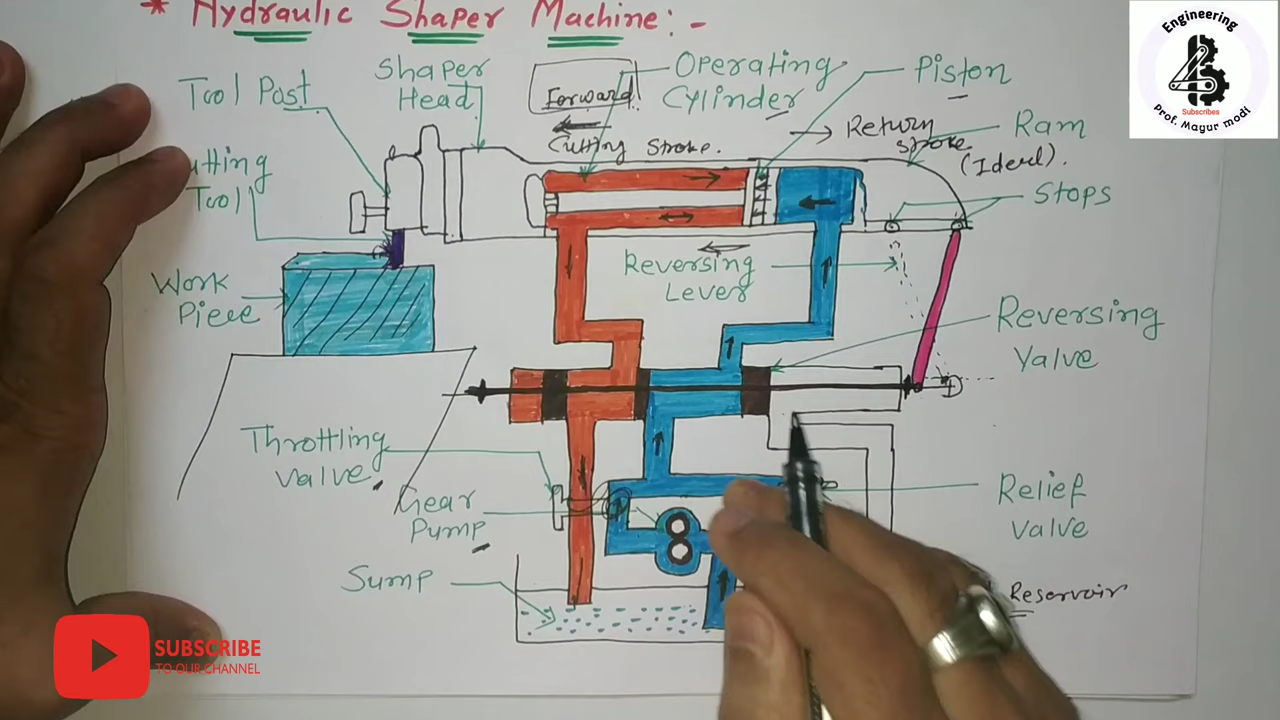 * Hydraulic Shaper Machine:-
Engineering
Subscribes
Prof. Mayur modi
Tool Post
Shaper
Head
Forward
Operating
Cylinder
Piston
Cutting Stroke.
Return
stroke
(Ideal).
Ram
utting
Tool
Stops
Work
Piece
Reversing
Lever
Reversing
Valve
Throttling
Valve
Gear
Pump
Relief
Valve
Sump
Reservoir
SUBSCRIBE
TO OUR CHANNEL